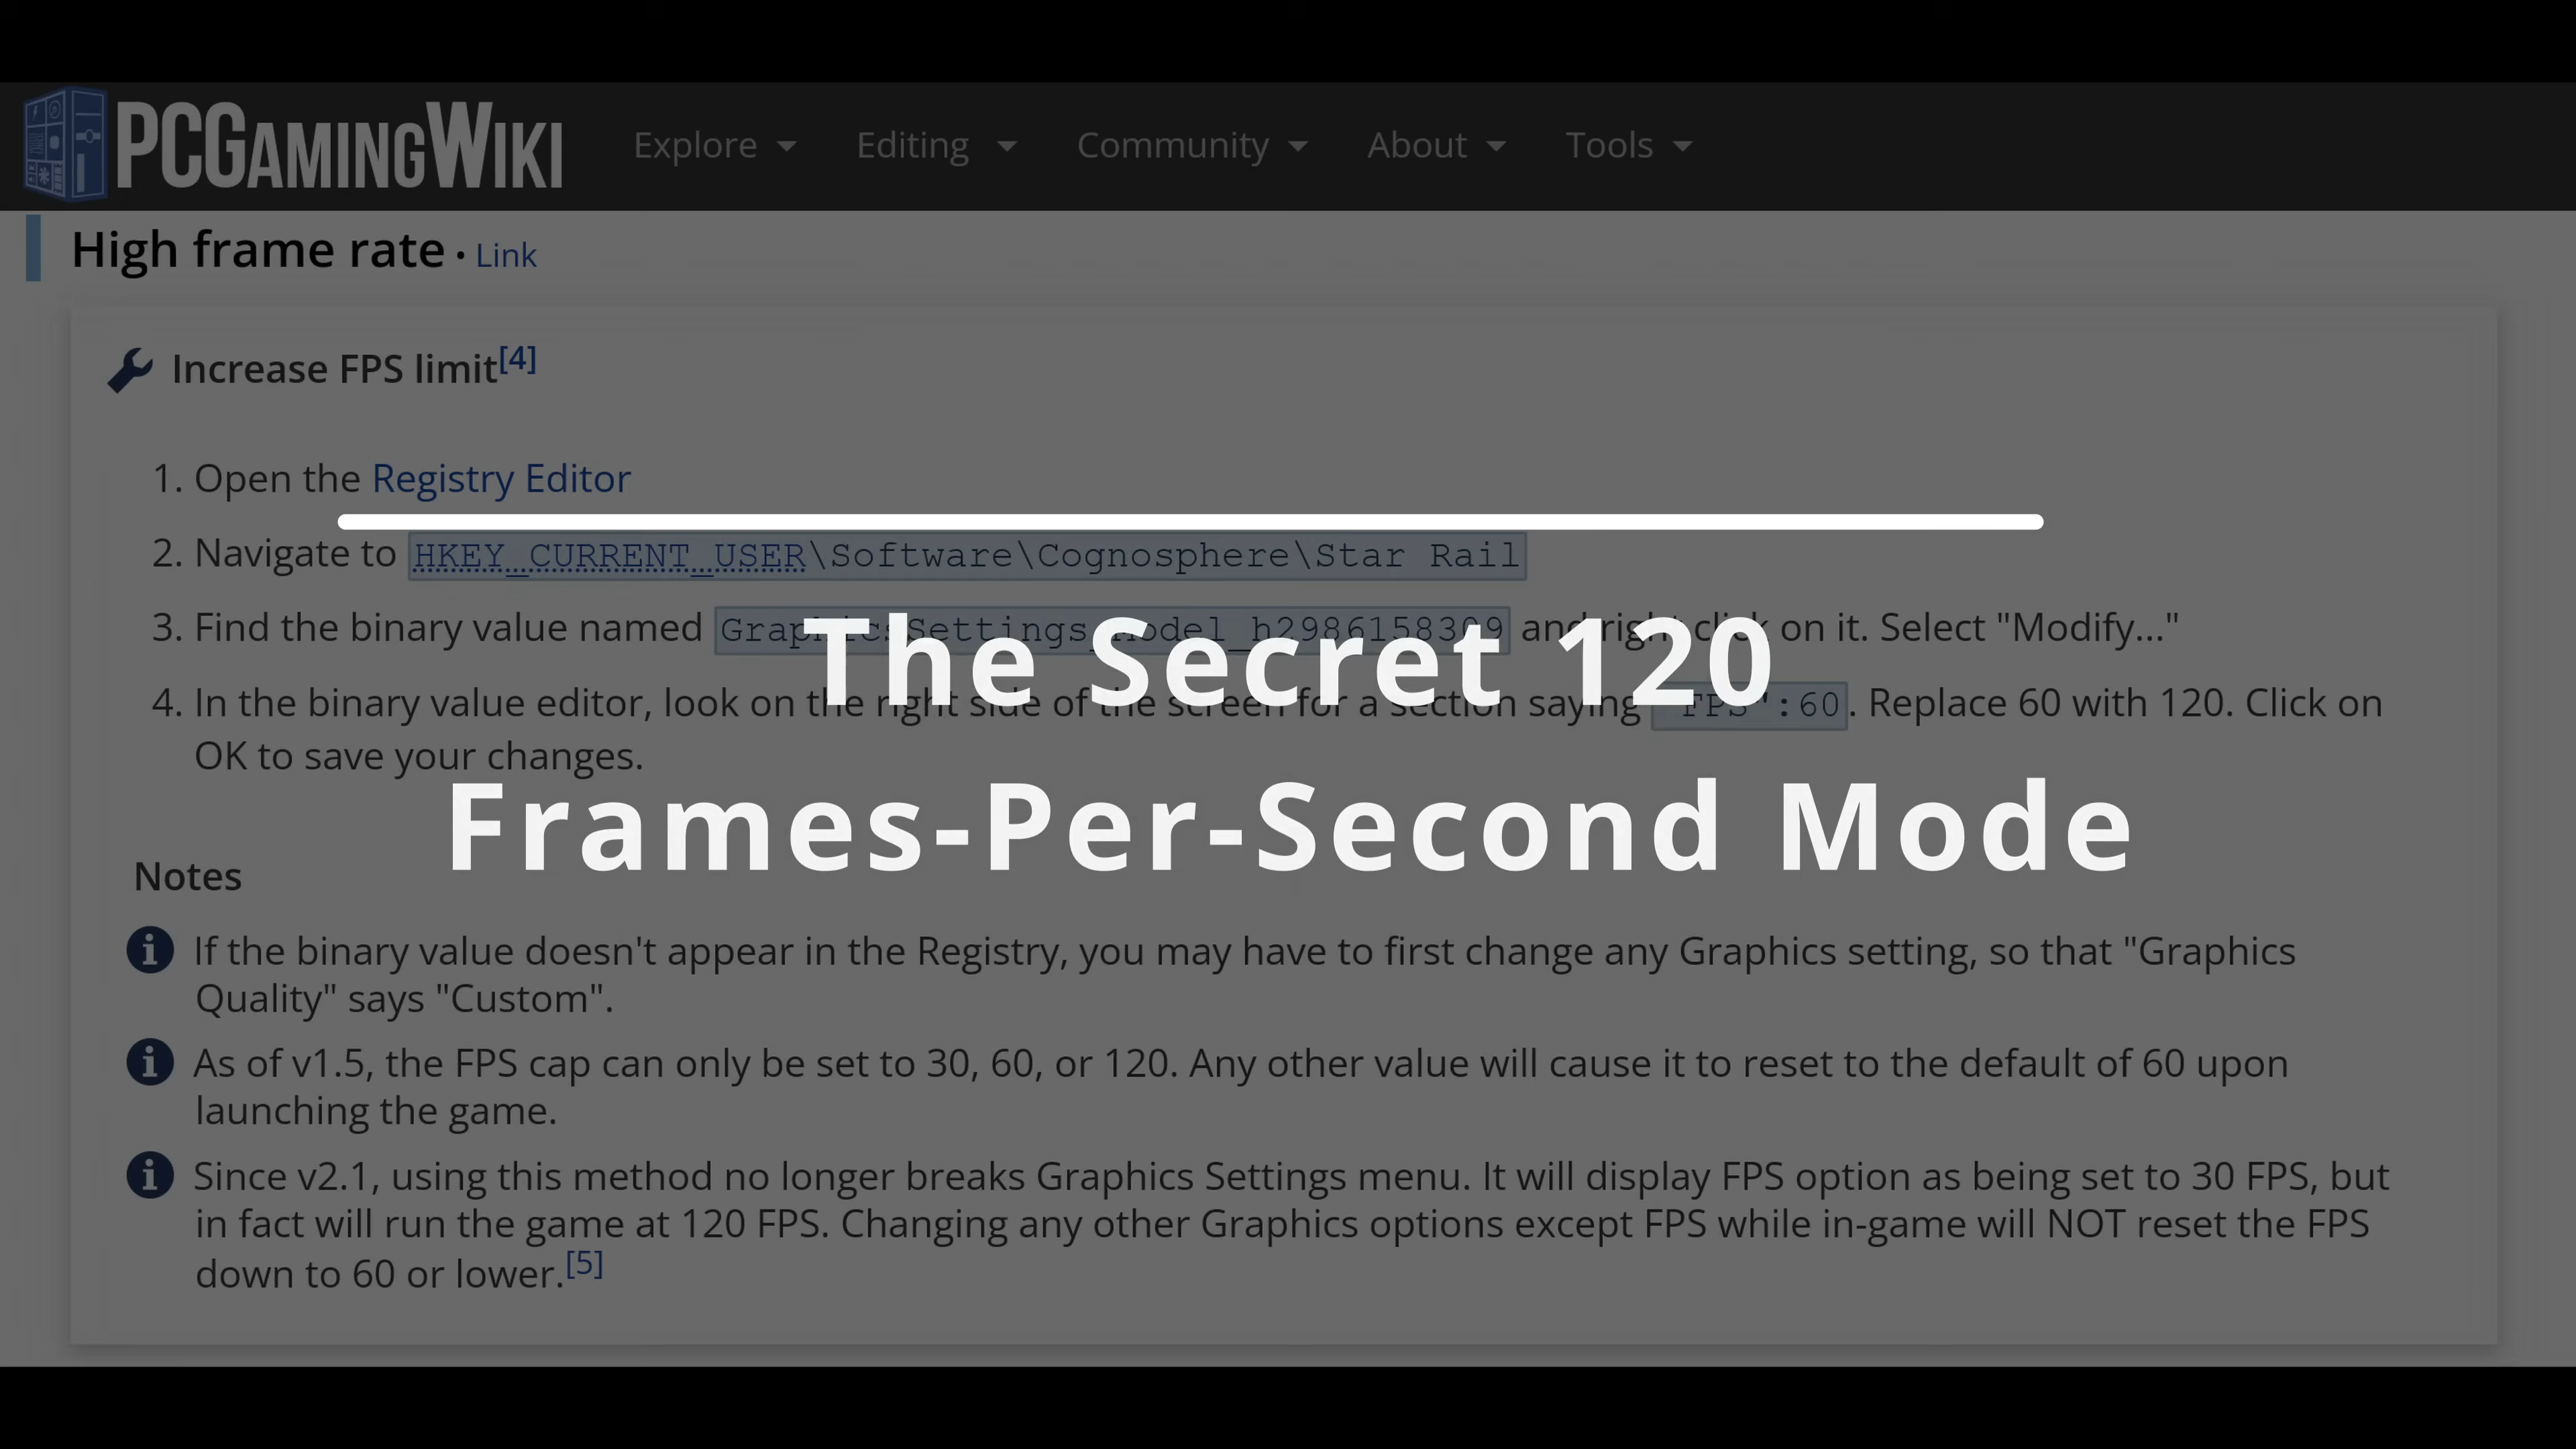 PCGamingWiki
Explore
Editing
Community
About
Tools
High frame rate • Link
Increase FPS limit[4]
1. Open the Registry Editor
2. Navigate to HKEY_CURRENT_USER\Software\Cognosphere\Star Rail
3. Find the binary value named GraphicsSettings_Model_h2986158309 and right click on it. Select "Modify..."
The Secret 120
4. In the binary value editor, look on the right side of the screen for a section saying "FPS":60. Replace 60 with 120. Click on
OK to save your changes.
Frames-Per-Second Mode
Notes
If the binary value doesn't appear in the Registry, you may have to first change any Graphics setting, so that "Graphics
Quality" says "Custom".
As of v1.5, the FPS cap can only be set to 30, 60, or 120. Any other value will cause it to reset to the default of 60 upon
launching the game.
Since v2.1, using this method no longer breaks Graphics Settings menu. It will display FPS option as being set to 30 FPS, but
in fact will run the game at 120 FPS. Changing any other Graphics options except FPS while in-game will NOT reset the FPS
down to 60 or lower.[5]